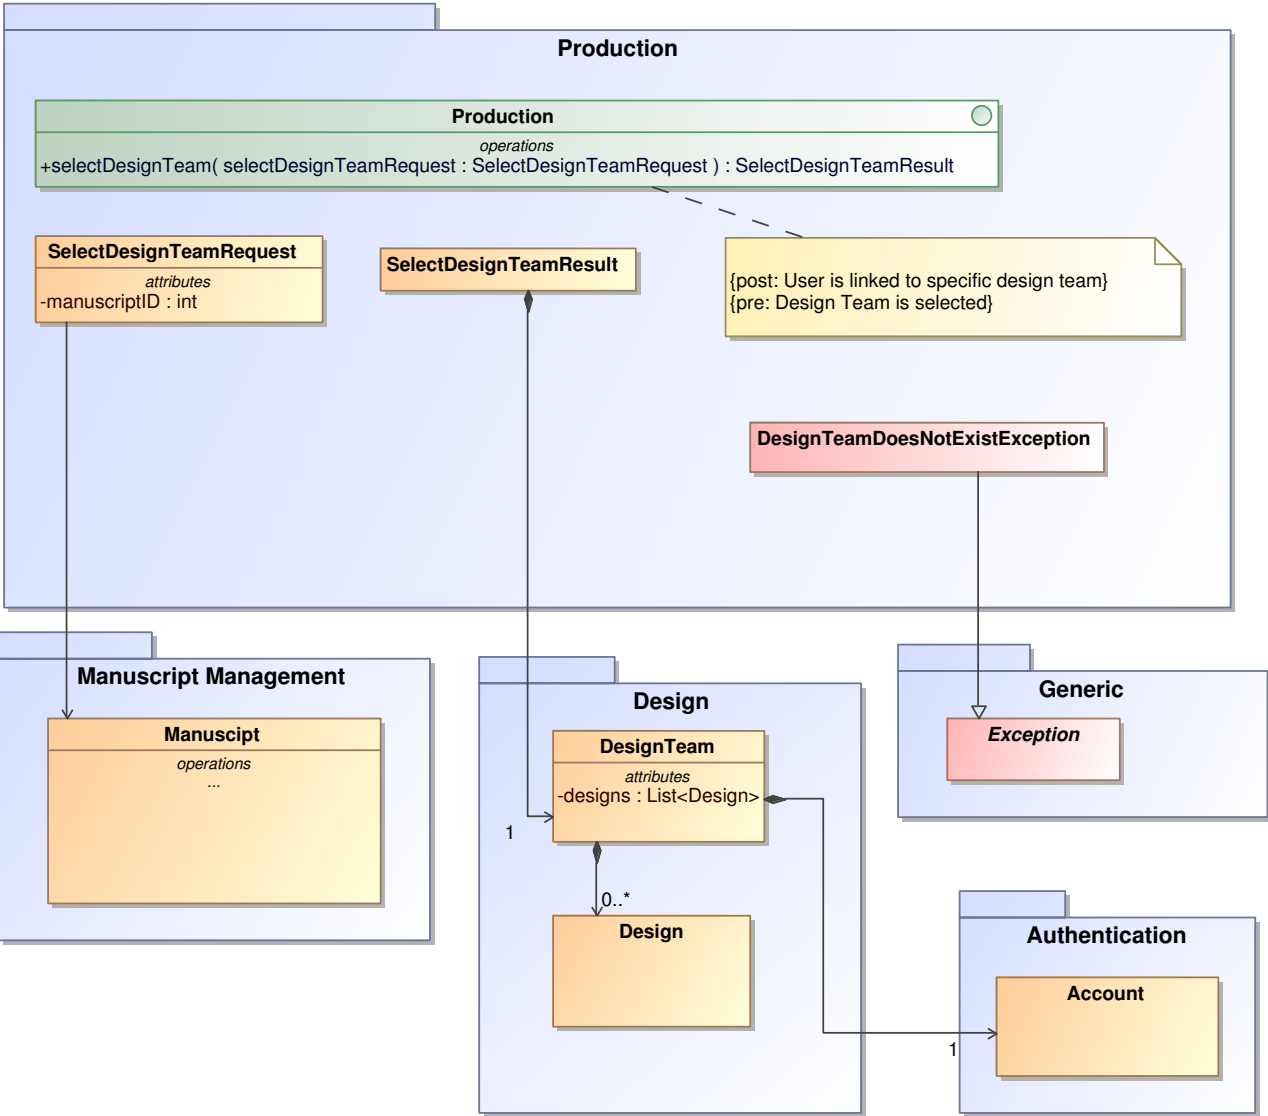 Production
Production
operations
+selectDesignTeam( selectDesignTeamRequest : SelectDesignTeamRequest ) : SelectDesignTeamResult
SelectDesignTeamRequest
attributes
-manuscriptID : int
SelectDesignTeamResult
{post: User is linked to specific design team}
{pre: Design Team is selected}
DesignTeamDoesNotExistException
Manuscript Management
Manuscipt
operations
...
Design
DesignTeam
attributes
-designs : List<Design>
1
0..*
Design
Generic
Exception
Authentication
Account
1